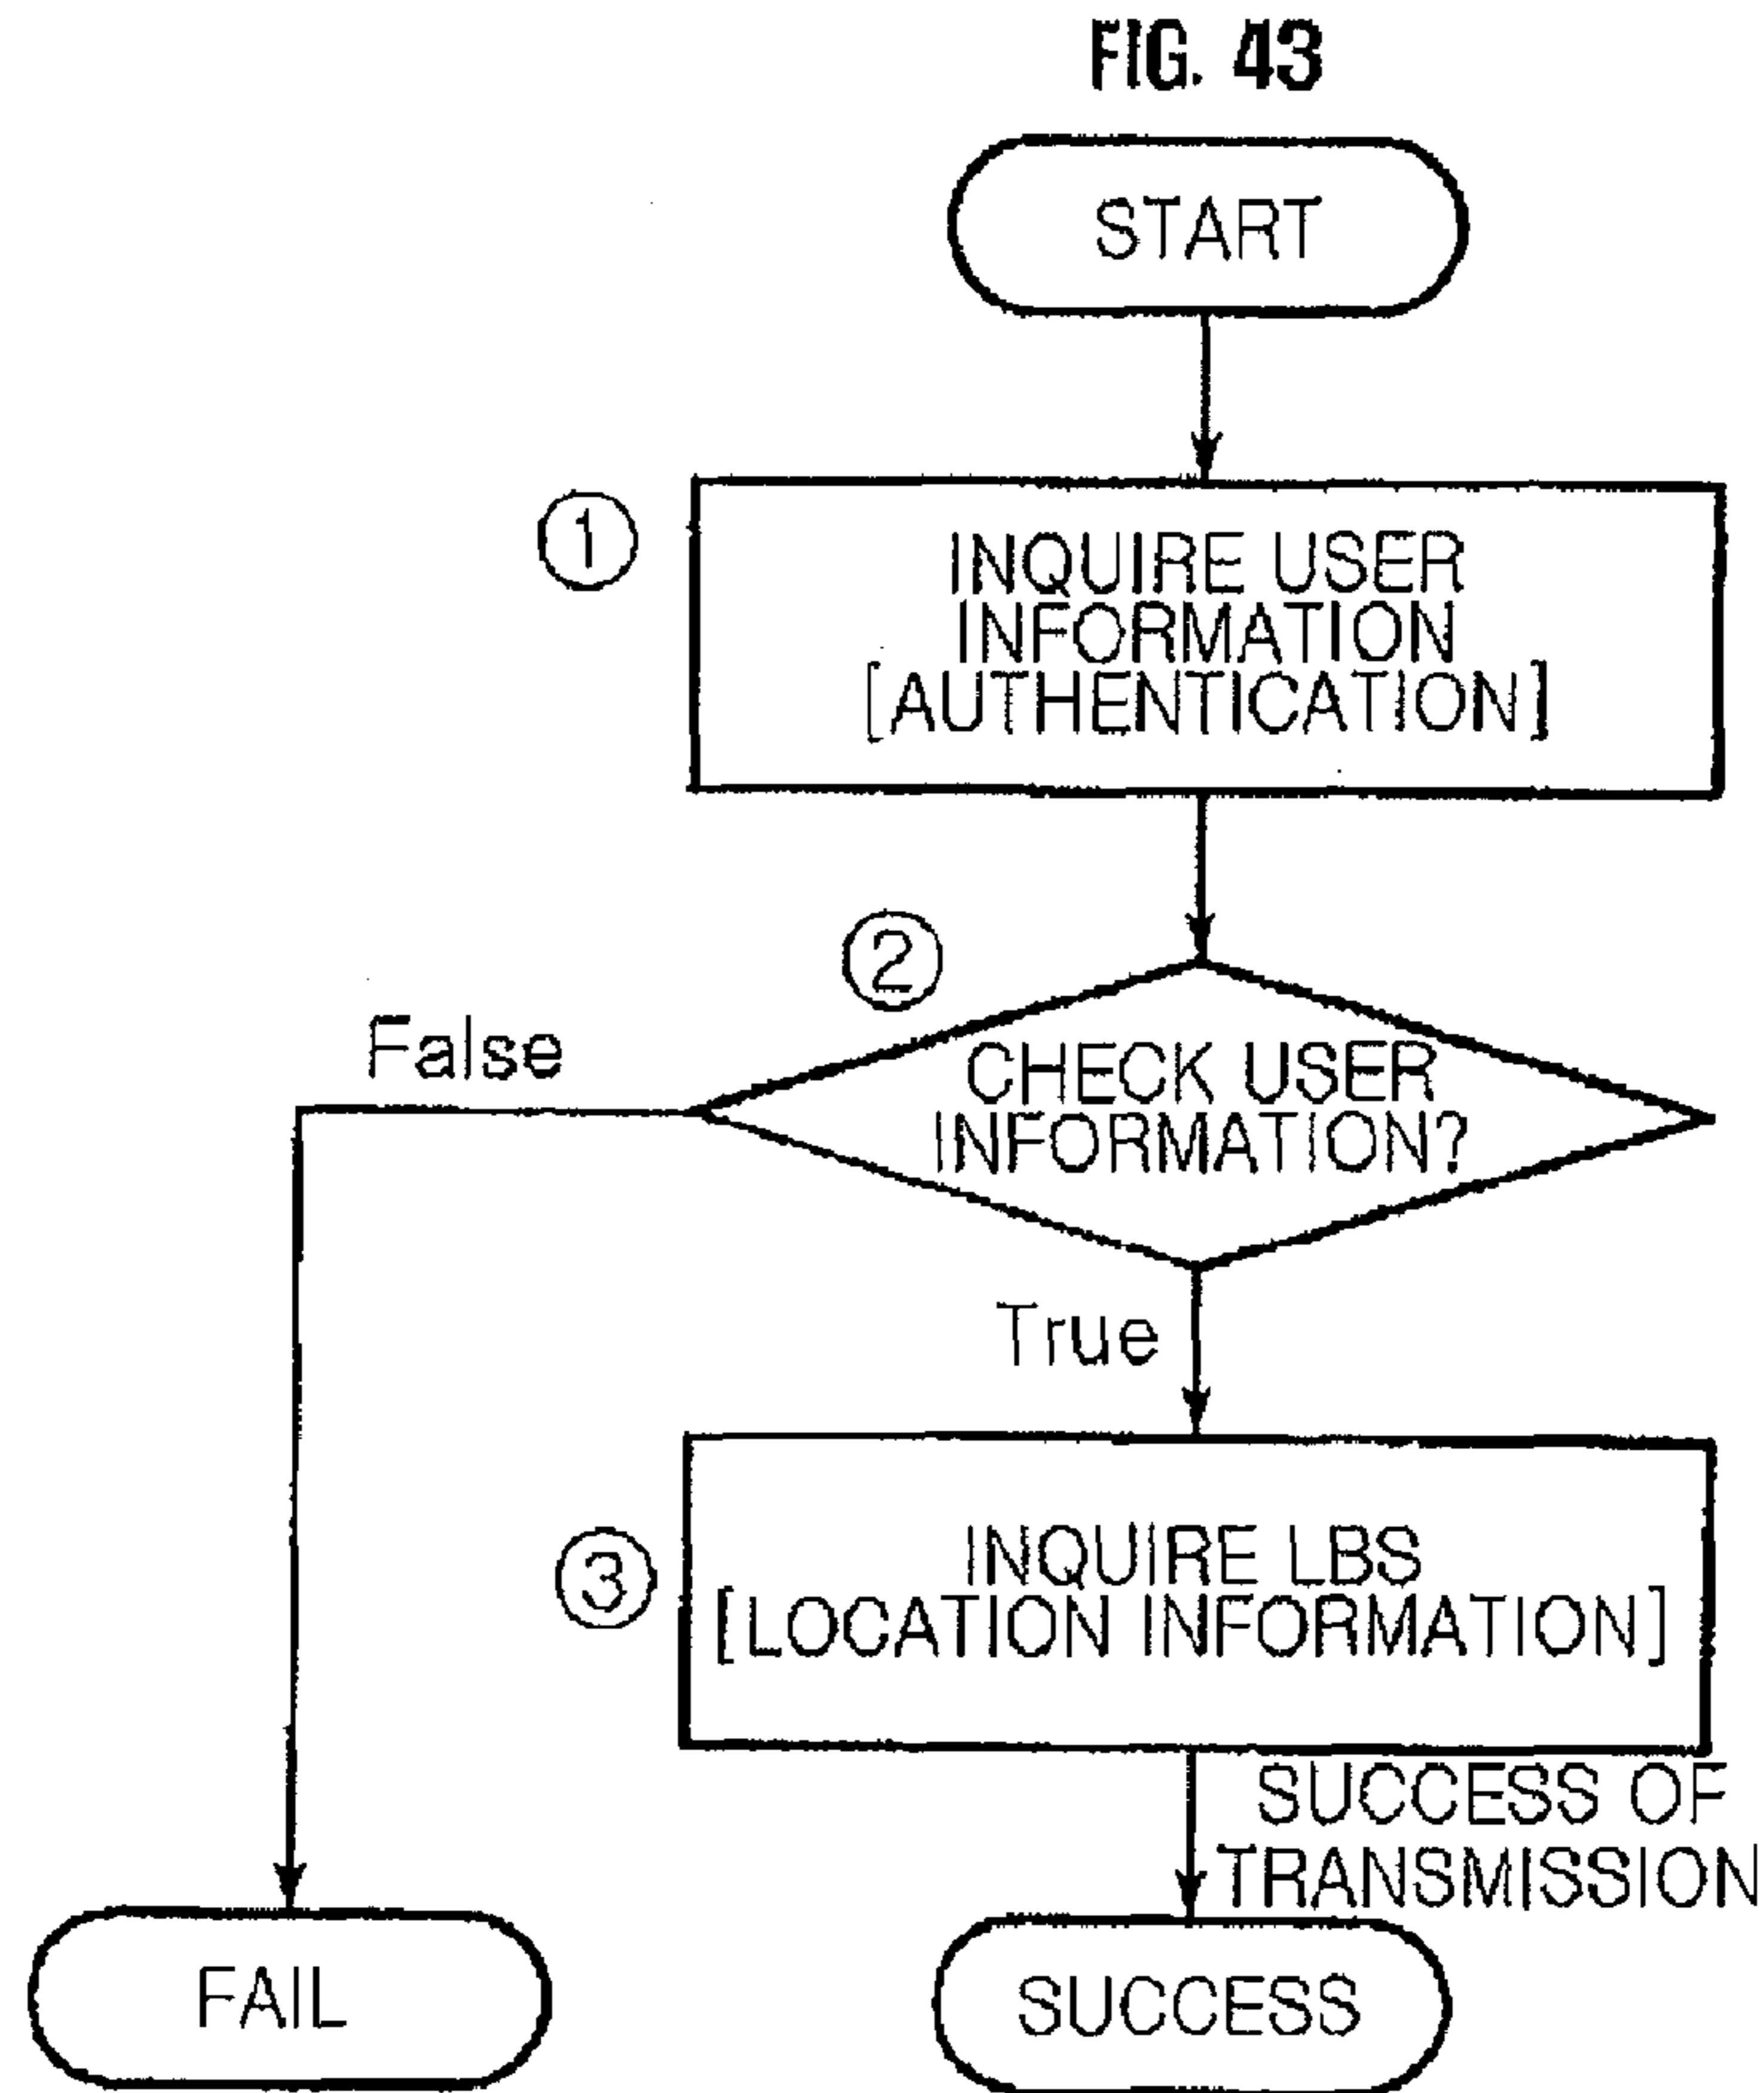 FIG. 43
START
①
INQUIRE USER
INFORMATION
[AUTHENTICATION]
②
False
CHECK USER
INFORMATION?
True
③
INQUIRE LBS
[LOCATION INFORMATION]
SUCCESS OF
TRANSMISSION
FAIL
SUCCESS